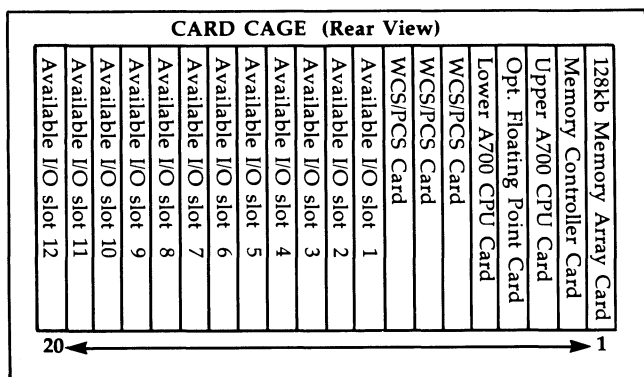 CARD CAGE (Rear View)
Available I/O slot 12
Available I/O slot 11
Available I/O slot 10
Available I/O slot 9
Available I/O slot 8
Available I/O slot 7
Available I/O slot 6
Available I/O slot 5
Available I/O slot 4
Available I/O slot 3
Available I/O slot 2
Available I/O slot 1
WCS/PCS Card
WCS/PCS Card
WCS/PCS Card
Lower A700 CPU Card
Opt. Floating Point Card
Upper A700 CPU Card
Memory Controller Card
128kb Memory Array Card
20 1